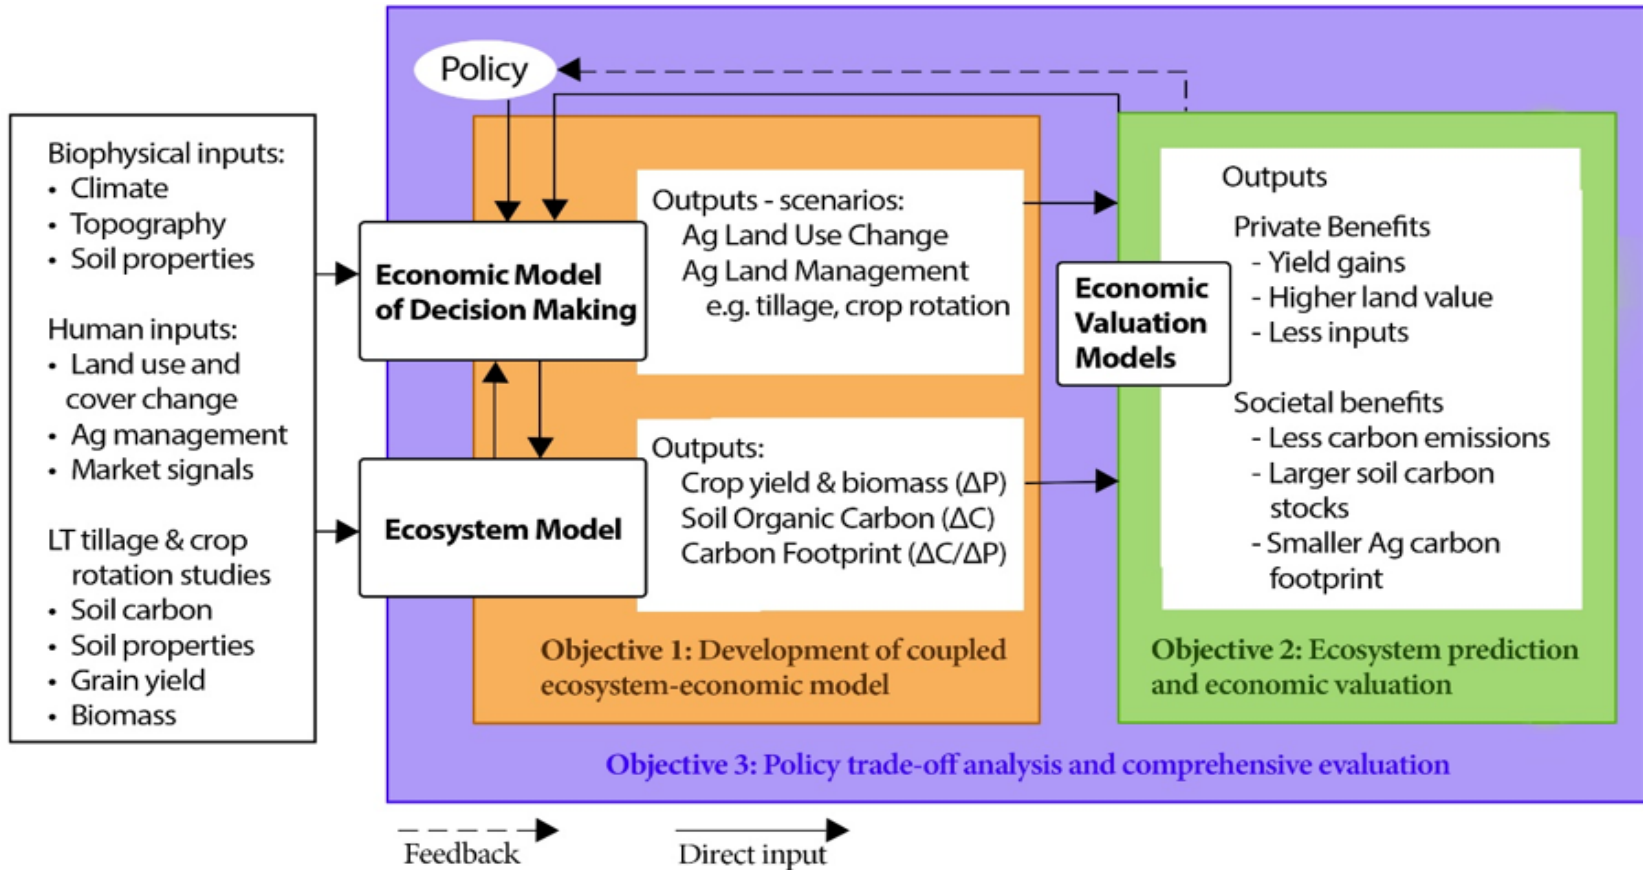 Policy
Biophysical inputs:
• Climate
• Topography
• Soil properties
Human inputs:
• Land use and
cover change
• Ag management
• Market signals
LT tillage & crop
rotation studies
• Soil carbon
• Soil properties
• Grain yield
• Biomass
Economic Model
of Decision Making
Ecosystem Model
Outputs - scenarios:
Ag Land Use Change
Ag Land Management
e.g. tillage, crop rotation
Outputs:
Crop yield & biomass (ΔP)
Soil Organic Carbon (ΔC)
Carbon Footprint (ΔC/ΔP)
Objective 1: Development of coupled
ecosystem-economic model
Economic
Valuation
Models
Outputs
Private Benefits
- Yield gains
- Higher land value
- Less inputs
Societal benefits
- Less carbon emissions
- Larger soil carbon
stocks
- Smaller Ag carbon
footprint
Objective 2: Ecosystem prediction
and economic valuation
Objective 3: Policy trade-off analysis and comprehensive evaluation
Feedback
Direct input